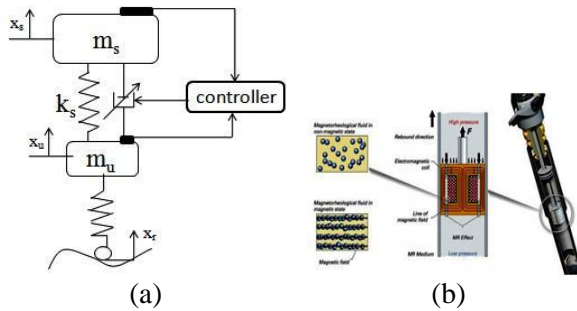 x_s
m_s
k_s
controller
x_u
m_u
x_r
(a)
Magnetorheological fluid in
non-magnetic state
Magnetorheological fluid in
magnetic state
Magnetic field
Rebound direction
High pressure
F
Electromagnetic
coil
Line of
magnetic field
MR Effect
MR Medium
Low pressure
(b)